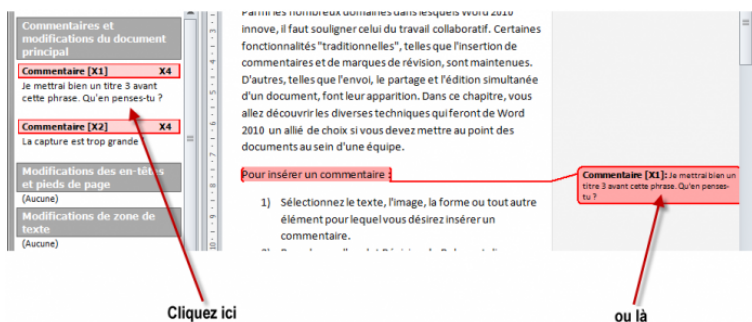 Commentaires et
modifications du document
principal
Commentaire [X1] X4
Je mettrai bien un titre 3 avant
cette phrase. Qu'en penses-tu ?
Commentaire [X2] X4
La capture est trop grande
Modifications des en-têtes
et pieds de page
(Aucune)
Modifications de zone de
texte
(Aucune)
Parmi les nombreux domaines dans lesquels Word 2010
innove, il faut souligner celui du travail collaboratif. Certaines
fonctionnalités "traditionnelles", telles que l'insertion de
commentaires et de marques de révision, sont maintenues.
D'autres, telles que l'envoi, le partage et l'édition simultanée
d'un document, font leur apparition. Dans ce chapitre, vous
allez découvrir les diverses techniques qui feront de Word
2010 un allié de choix si vous devez mettre au point des
documents au sein d'une équipe.
Pour insérer un commentaire :
1) Sélectionnez le texte, l'image, la forme ou tout autre
élément pour lequel vous désirez insérer un
commentaire.
Commentaire [X1]: Je mettrai bien un
titre 3 avant cette phrase. Qu'en penses-
tu ?
Cliquez ici
ou là